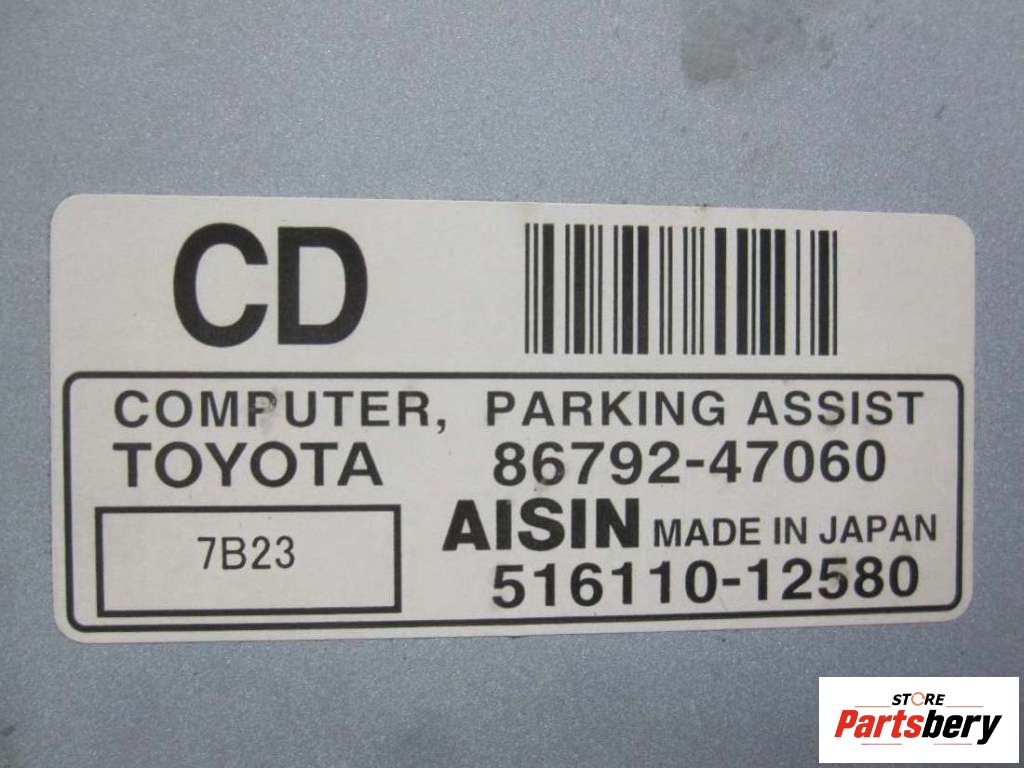 CD
COMPUTER, PARKING ASSIST
TOYOTA 86792-47060
7B23 AISIN MADE IN JAPAN
516110-12580
STORE
Partsbery